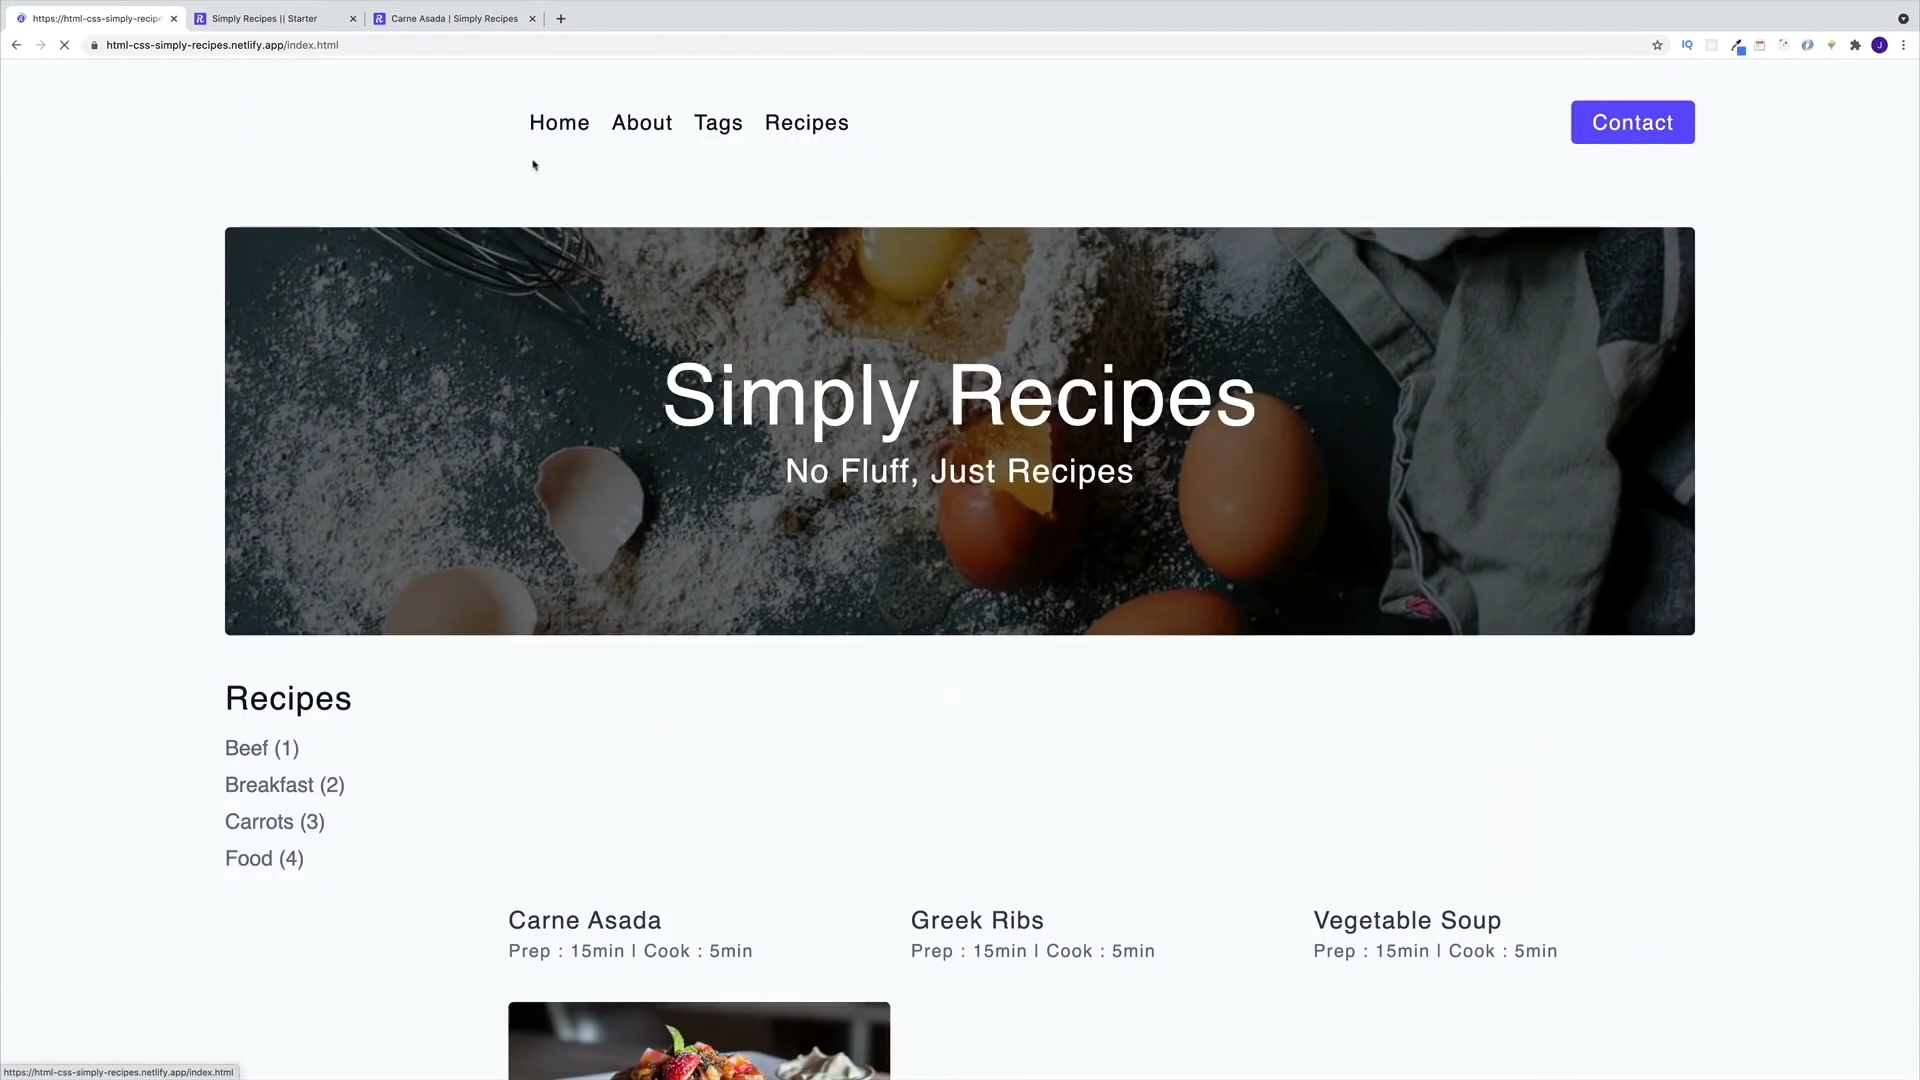 https://html-css-simply-recipe
Simply Recipes || Starter
Carne Asada | Simply Recipes
html-css-simply-recipes.netlify.app/index.html
IQ
J
Home About Tags Recipes
Contact
Simply Recipes
No Fluff, Just Recipes
Recipes
Beef (1)
Breakfast (2)
Carrots (3)
Food (4)
Carne Asada
Prep : 15min | Cook : 5min
Greek Ribs
Prep : 15min | Cook : 5min
Vegetable Soup
Prep : 15min | Cook : 5min
https://html-css-simply-recipes.netlify.app/index.html